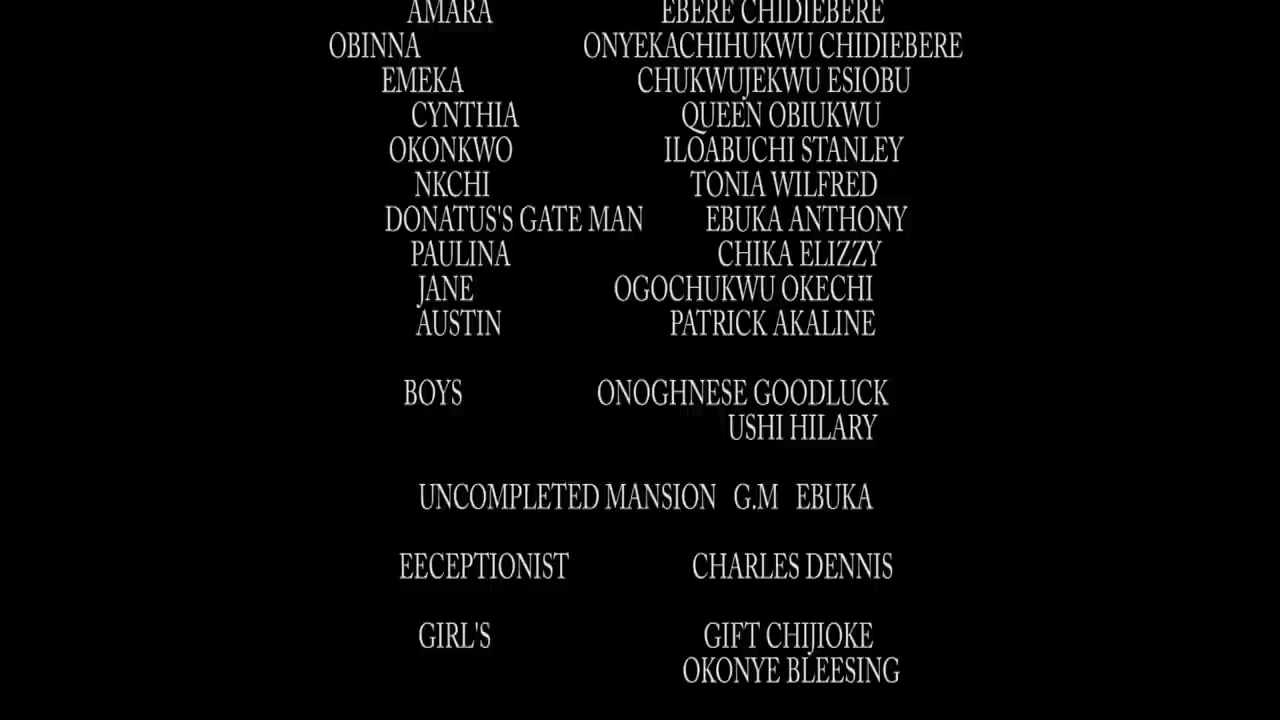 AMARA EBERE CHIDIEBERE
OBINNA ONYEKACHIHUKWU CHIDIEBERE
EMEKA CHUKWUJEKWU ESIOBU
CYNTHIA QUEEN OBIUKWU
OKONKWO ILOABUCHI STANLEY
NKCHI TONIA WILFRED
DONATUS'S GATE MAN EBUKA ANTHONY
PAULINA CHIKA ELIZZY
JANE OGOCHUKWU OKECHI
AUSTIN PATRICK AKALINE
BOYS ONOGHNESE GOODLUCK
USHI HILARY
UNCOMPLETED MANSION G.M EBUKA
EECEPTIONIST CHARLES DENNIS
GIRL'S GIFT CHIJIOKE
OKONYE BLEESING